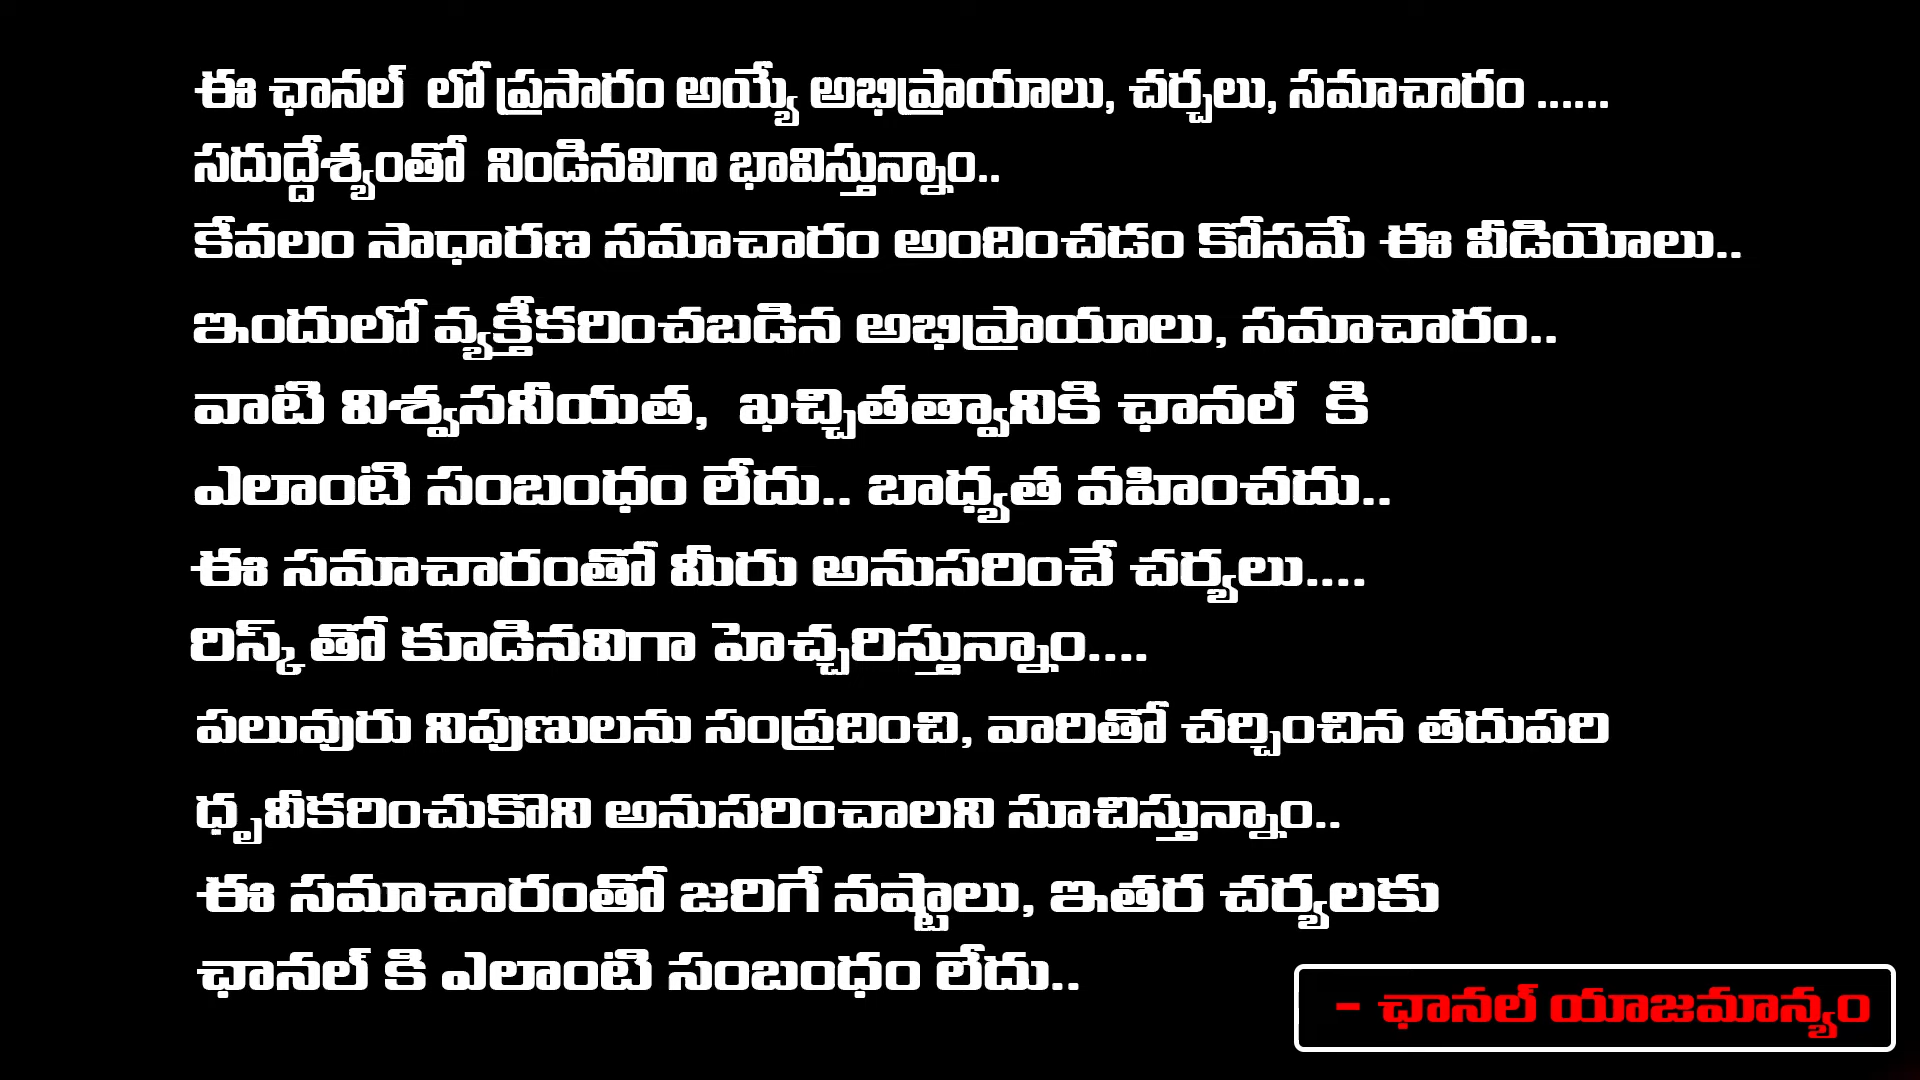 ఈ ఛానల్ లో ప్రసారం అయ్యే అభిప్రాయాలు, చర్చలు, సమాచారం ......
సదుద్దేశ్యంతో నిండినవిగా భావిస్తున్నాం..
కేవలం సాధారణ సమాచారం అందించడం కోసమే ఈ వీడియోలు..
ఇందులో వ్యక్తీకరించబడిన అభిప్రాయాలు, సమాచారం..
వాటి విశ్వసనీయత, ఖచ్చితత్వానికి ఛానల్ కి
ఎలాంటి సంబంధం లేదు.. బాధ్యత వహించదు..
ఈ సమాచారంతో మీరు అనుసరించే చర్యలు....
రిస్క్ తో కూడినవిగా హెచ్చరిస్తున్నాం....
పలువురు నిపుణులను సంప్రదించి, వారితో చర్చించిన తదుపరి
ధృవీకరించుకొని అనుసరించాలని సూచిస్తున్నాం..
ఈ సమాచారంతో జరిగే నష్టాలు, ఇతర చర్యలకు
ఛానల్ కి ఎలాంటి సంబంధం లేదు..
- ఛానల్ యాజమాన్యం